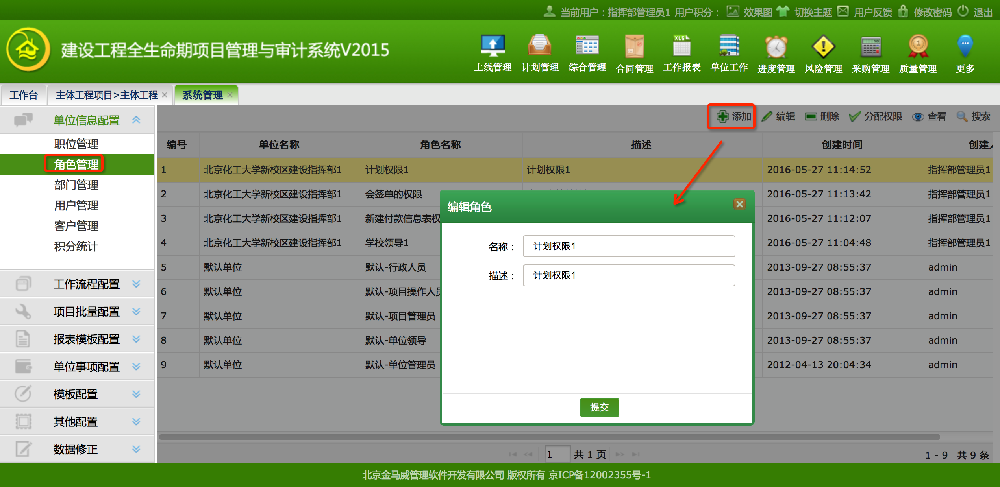 当前用户：指挥部管理员1 用户积分： 效果图 切换主题 用户反馈 修改密码 退出
建设工程全生命期项目管理与审计系统V2015
上线管理 计划管理 综合管理 合同管理 工作报表 单位工作 进度管理 风险管理 采购管理 质量管理 更多
工作台 主体工程项目>主体工程 系统管理
添加 编辑 删除 分配权限 查看 搜索
单位信息配置
职位管理
角色管理
部门管理
用户管理
客户管理
积分统计
工作流程配置
项目批量配置
报表模板配置
单位事项配置
模板配置
其他配置
数据修正
编号 单位名称 角色名称 描述 创建时间 创建
1 北京化工大学新校区建设指挥部1 计划权限1 计划权限1 2016-05-27 11:14:52 指挥部管理员1
2 北京化工大学新校区建设指挥部1 会签单的权限 2016-05-27 11:13:42 指挥部管理员1
3 北京化工大学新校区建设指挥部1 新建付款信息表权 2016-05-27 11:12:07 指挥部管理员1
4 北京化工大学新校区建设指挥部1 学校领导1 2016-05-27 11:04:48 指挥部管理员1
5 默认单位 默认-行政人员 2013-09-27 08:55:37 admin
6 默认单位 默认-项目操作人员 2013-09-27 08:55:37 admin
7 默认单位 默认-项目管理员 2013-09-27 08:55:37 admin
8 默认单位 默认-单位领导 2013-09-27 08:55:37 admin
9 默认单位 默认-单位管理员 2012-04-13 20:04:34 admin
编辑角色
名称： 计划权限1
描述： 计划权限1
提交
1 共 1 页
1 - 9 共 9 条
北京金马威管理软件开发有限公司 版权所有 京ICP备12002355号-1